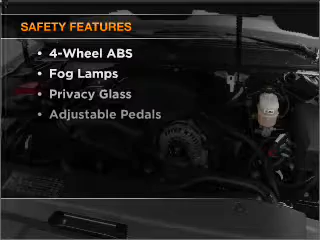 SAFETY FEATURES
• 4-Wheel ABS
• Fog Lamps
• Privacy Glass
• Adjustable Pedals